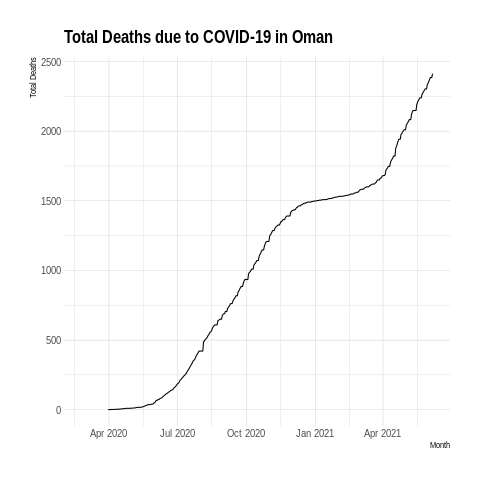 Total Deaths due to COVID-19 in Oman
Total Deaths
2500
2000
1500
1000
500
0
Apr 2020 Jul 2020 Oct 2020 Jan 2021 Apr 2021
Month